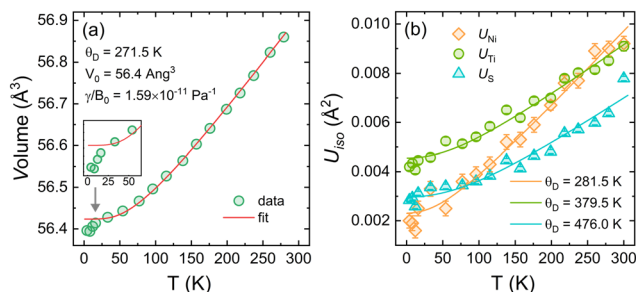 (a)
θD = 271.5 K
V0 = 56.4 Ang³
γ/B0 = 1.59×10⁻¹¹ Pa⁻¹
Volume (Å³)
56.9
56.8
56.7
56.6
56.5
56.4
0 25 50
data
fit
0 50 100 150 200 250 300
T (K)
(b)
UNi
UTi
US
Uiso (Å²)
0.010
0.008
0.006
0.004
0.002
θD = 281.5 K
θD = 379.5 K
θD = 476.0 K
0 50 100 150 200 250 300
T (K)